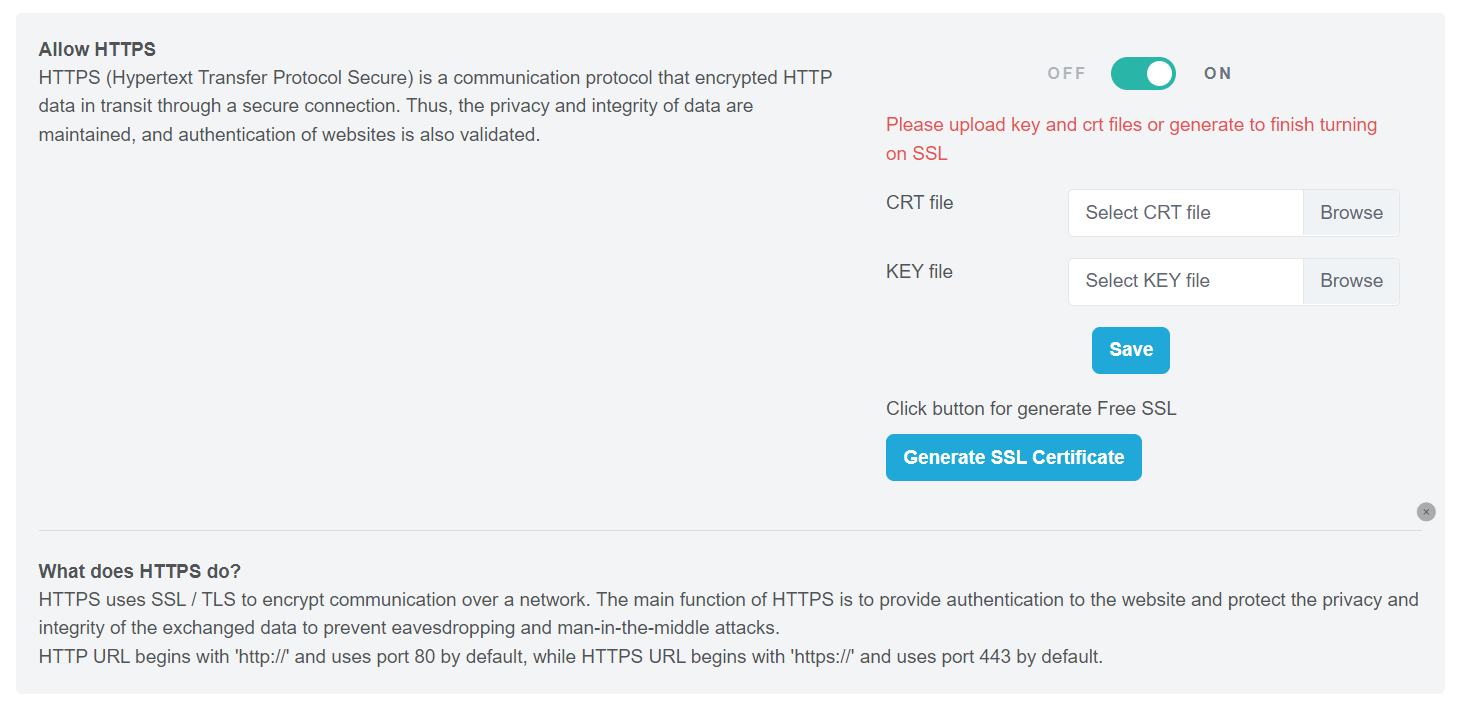 Allow HTTPS
HTTPS (Hypertext Transfer Protocol Secure) is a communication protocol that encrypted HTTP
data in transit through a secure connection. Thus, the privacy and integrity of data are
maintained, and authentication of websites is also validated.
OFF ON
Please upload key and crt files or generate to finish turning
on SSL
CRT file Select CRT file Browse
KEY file Select KEY file Browse
Save
Click button for generate Free SSL
Generate SSL Certificate
What does HTTPS do?
HTTPS uses SSL / TLS to encrypt communication over a network. The main function of HTTPS is to provide authentication to the website and protect the privacy and
integrity of the exchanged data to prevent eavesdropping and man-in-the-middle attacks.
HTTP URL begins with 'http://' and uses port 80 by default, while HTTPS URL begins with 'https://' and uses port 443 by default.